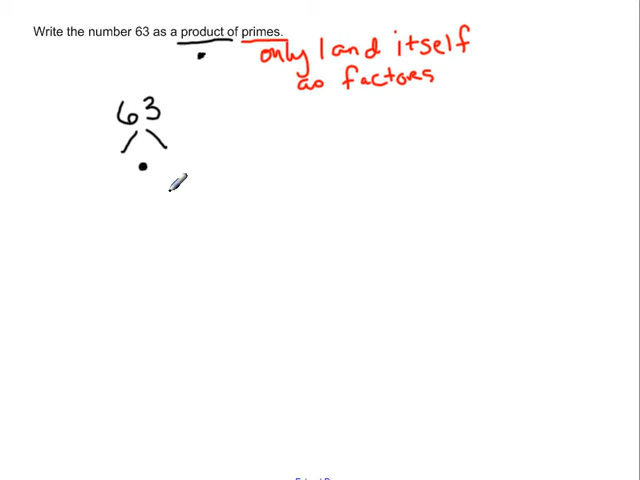 Write the number 63 as a product of primes.
only 1 and itself
as factors
63